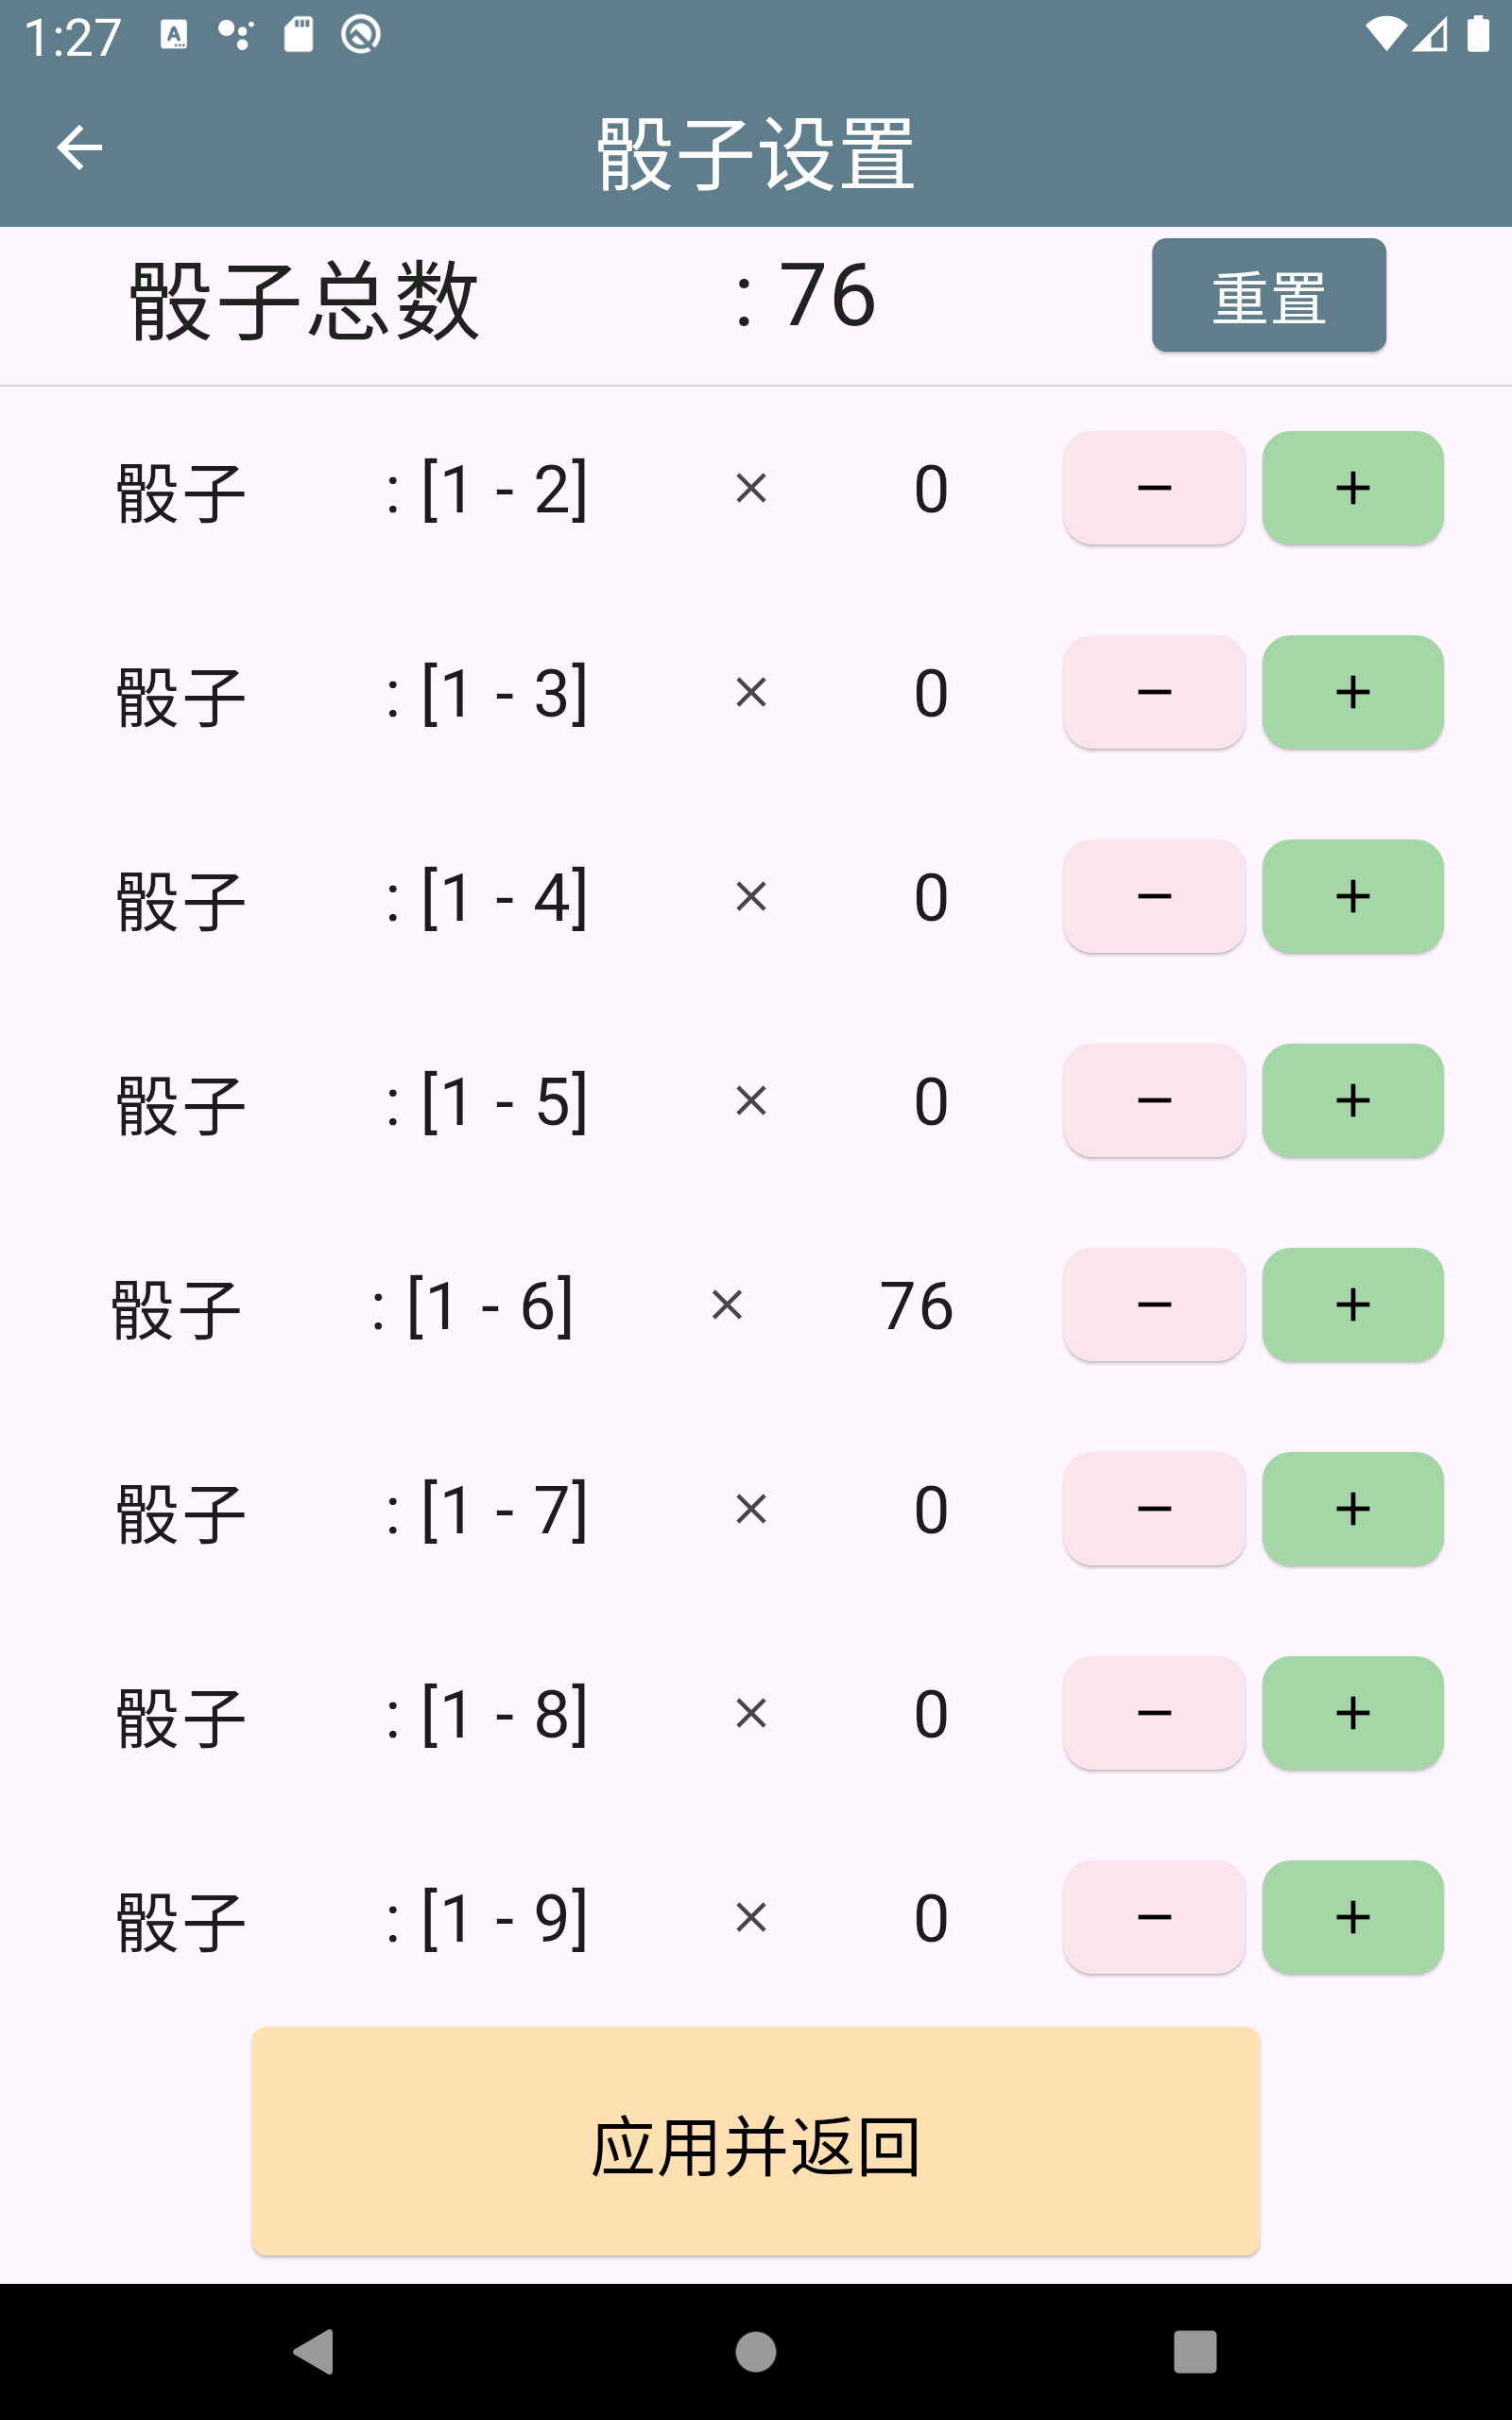 1:27
骰子设置
骰子总数 : 76 重置
骰子 : [1 - 2] × 0 − +
骰子 : [1 - 3] × 0 − +
骰子 : [1 - 4] × 0 − +
骰子 : [1 - 5] × 0 − +
骰子 : [1 - 6] × 76 − +
骰子 : [1 - 7] × 0 − +
骰子 : [1 - 8] × 0 − +
骰子 : [1 - 9] × 0 − +
应用并返回